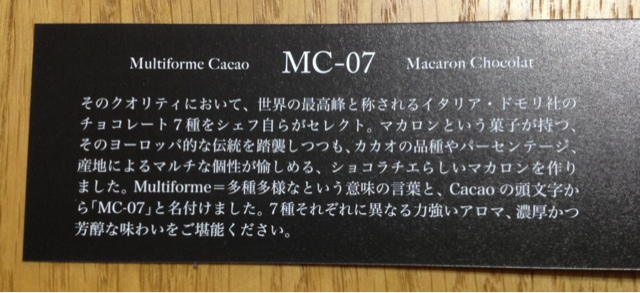 Multiforme Cacao MC-07 Macaron Chocolat
そのクオリティにおいて、世界の最高峰と称されるイタリア・ドモリ社の
チョコレート7種をシェフ自らがセレクト。マカロンという菓子が持つ、
そのヨーロッパ的な伝統を踏襲しつつも、カカオの品種やパーセンテージ、
産地によるマルチな個性が愉しめる、ショコラチエらしいマカロンを作り
ました。Multiforme＝多種多様なという意味の言葉と、Cacaoの頭文字か
ら「MC-07」と名付けました。7種それぞれに異なる力強いアロマ、濃厚かつ
芳醇な味わいをご堪能ください。